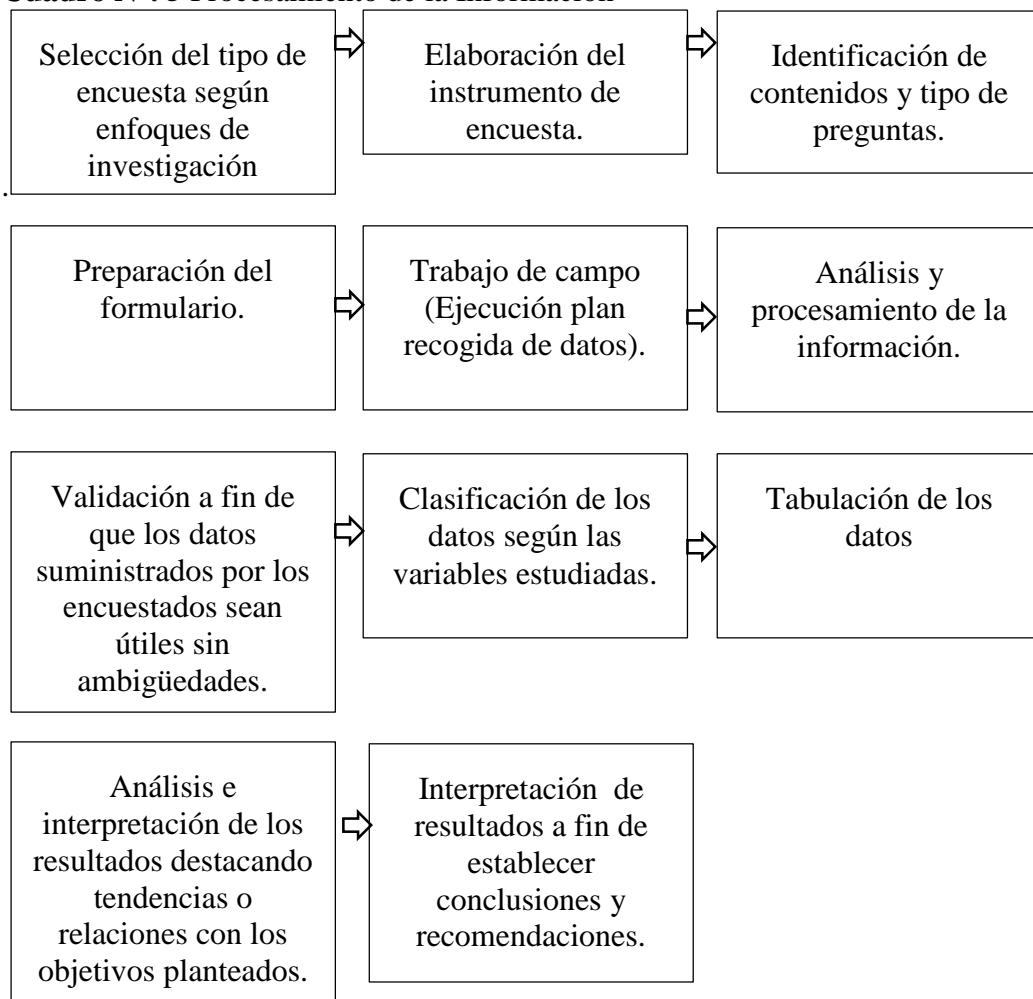 Selección del tipo de
encuesta según
enfoques de
investigación
.
Elaboración del
instrumento de
encuesta.
Identificación de
contenidos y tipo de
preguntas.
Preparación del
formulario.
Trabajo de campo
(Ejecución plan
recogida de datos).
Análisis y
procesamiento de la
información.
Validación a fin de
que los datos
suministrados por los
encuestados sean
útiles sin
ambigüedades.
Clasificación de los
datos según las
variables estudiadas.
Tabulación de los
datos
Análisis e
interpretación de los
resultados destacando
tendencias o
relaciones con los
objetivos planteados.
Interpretación de
resultados a fin de
establecer
conclusiones y
recomendaciones.